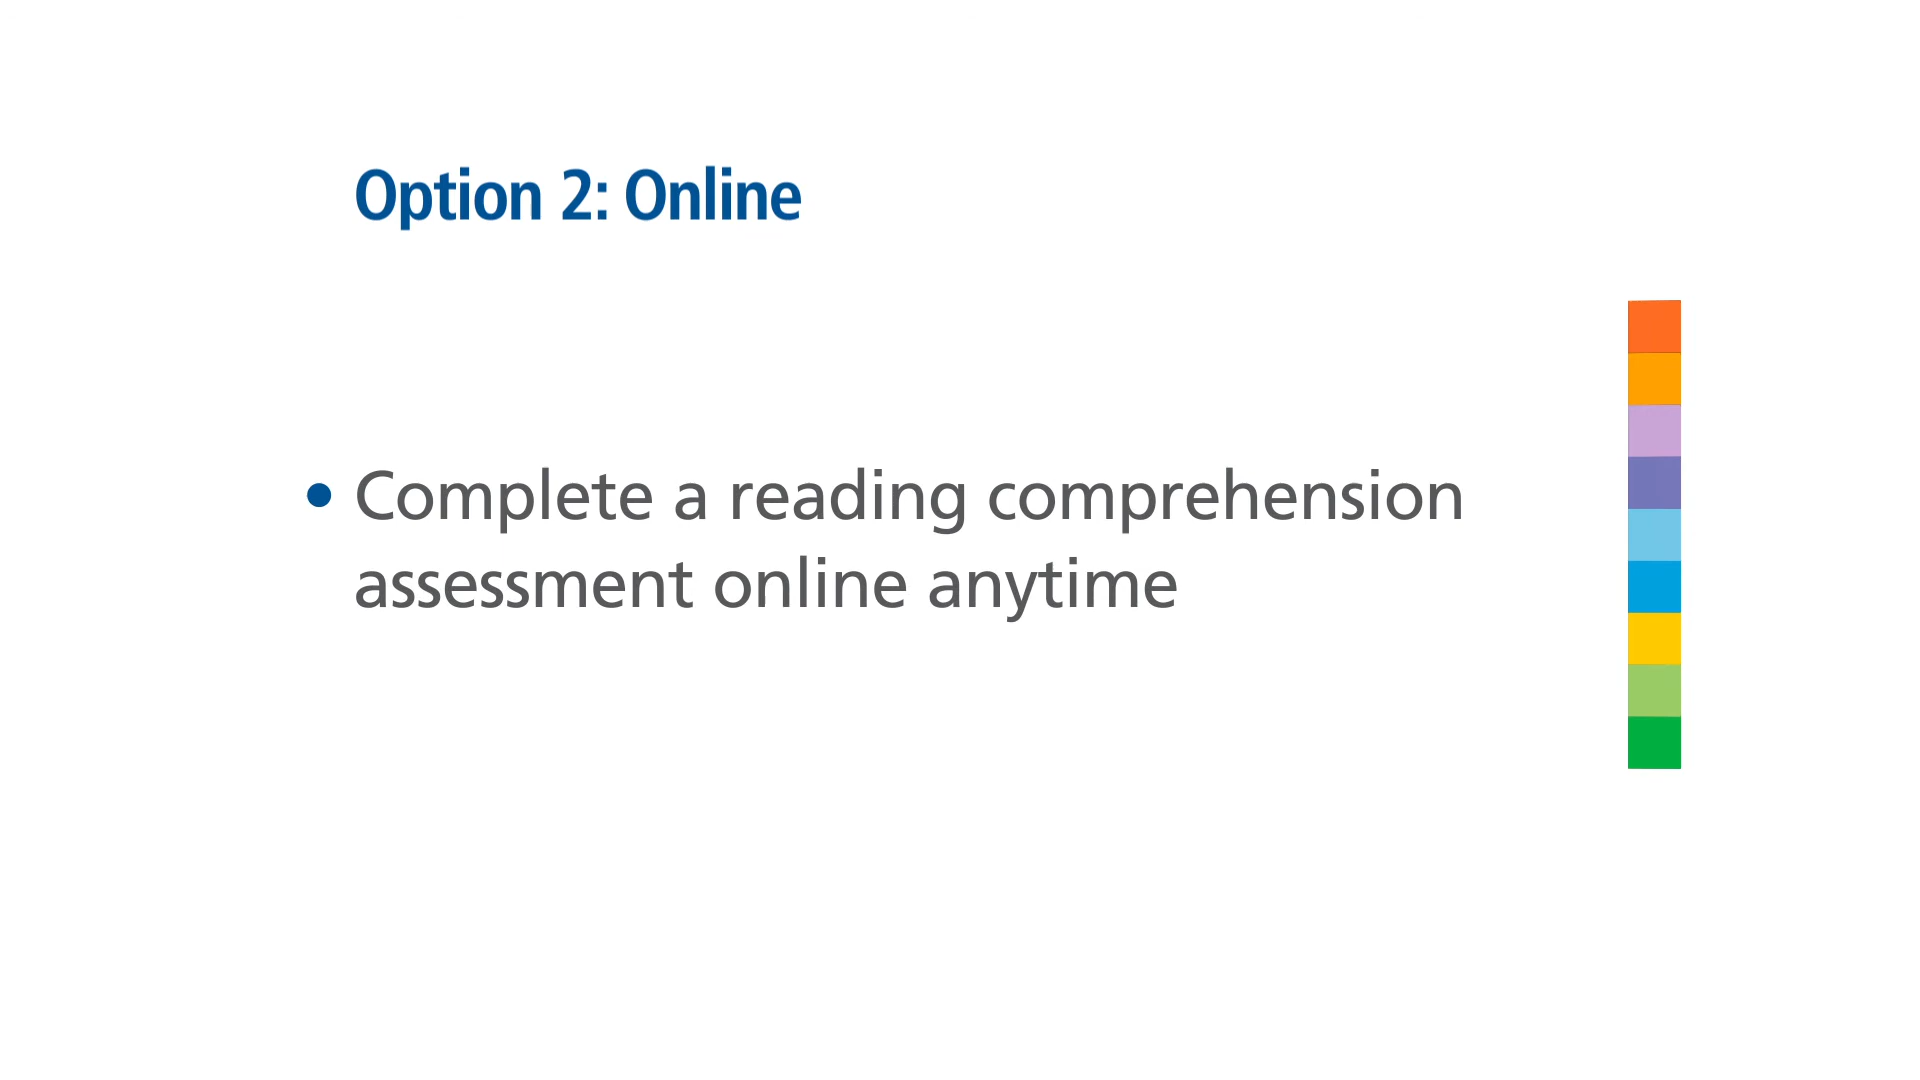 Option 2: Online
• Complete a reading comprehension
assessment online anytime